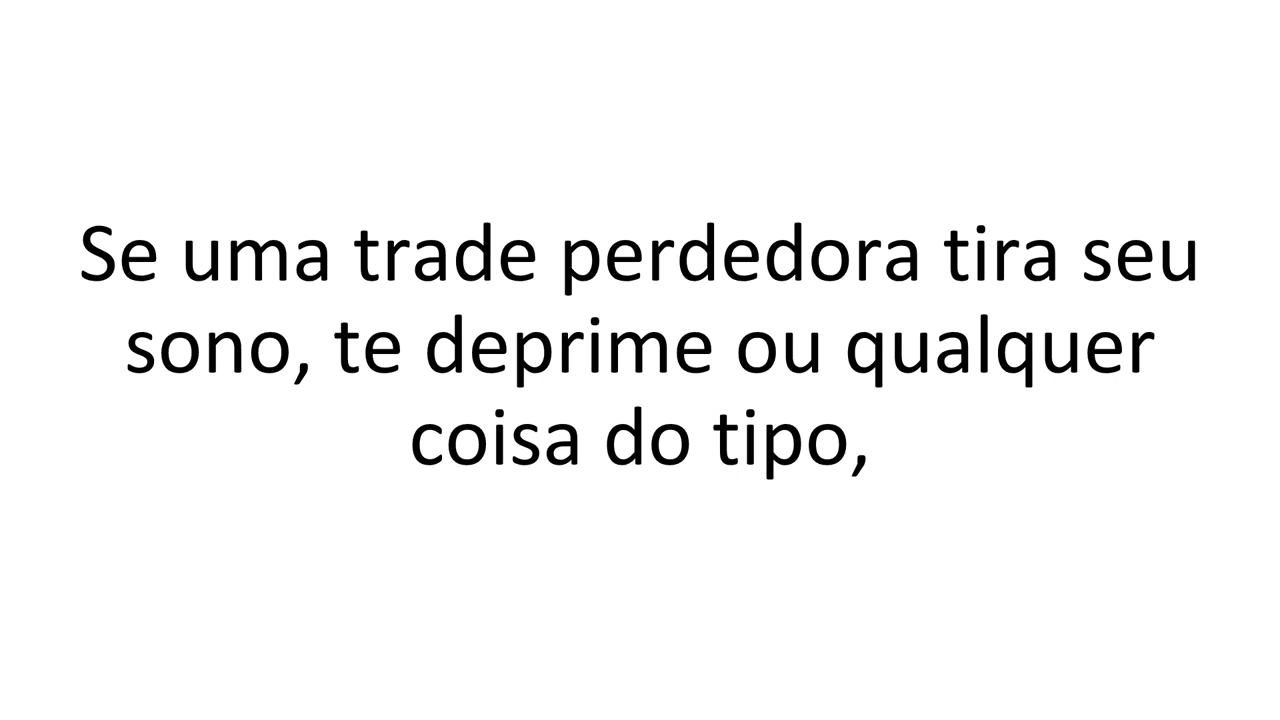 Se uma trade perdedora tira seu
sono, te deprime ou qualquer
coisa do tipo,